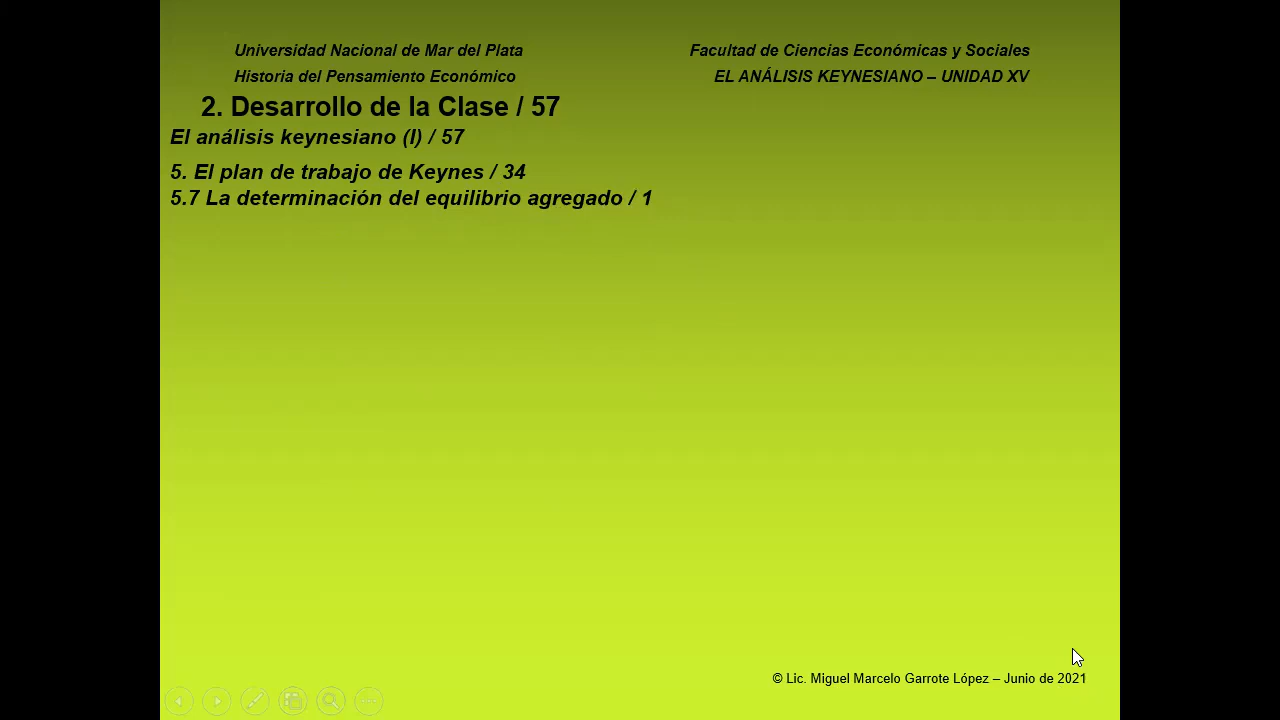 Universidad Nacional de Mar del Plata
Facultad de Ciencias Económicas y Sociales
Historia del Pensamiento Económico
EL ANÁLISIS KEYNESIANO – UNIDAD XV
2. Desarrollo de la Clase / 57
El análisis keynesiano (I) / 57
5. El plan de trabajo de Keynes / 34
5.7 La determinación del equilibrio agregado / 1
© Lic. Miguel Marcelo Garrote López – Junio de 2021